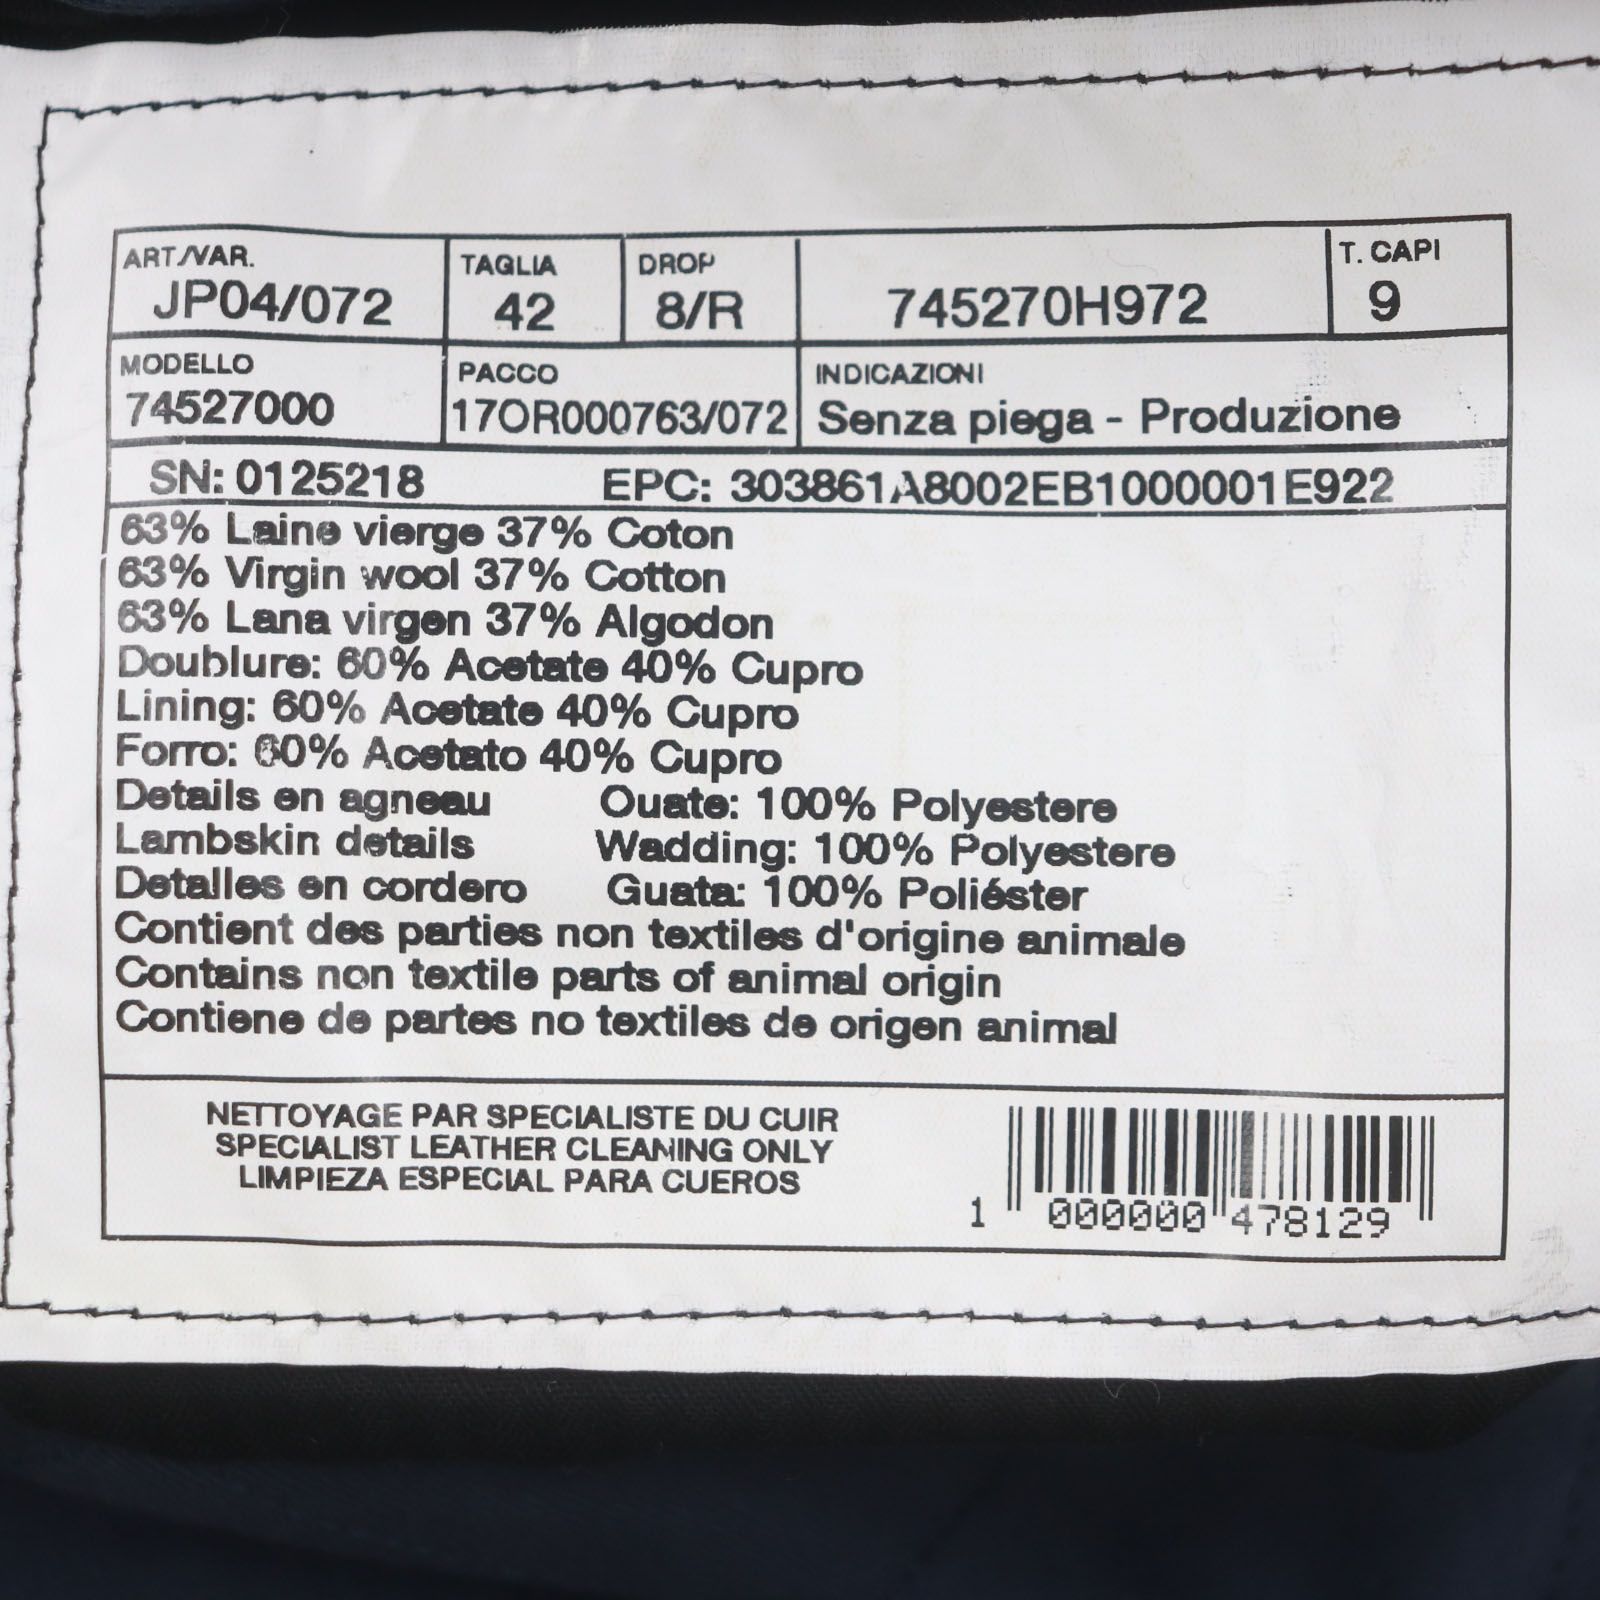 ART./VAR. TAGLIA DROP T. CAPI
JP04/072 42 8/R 745270H972 9
MODELLO PACCO INDICAZIONI
74527000 17OR000763/072 Senza piega - Produzione
SN: 0125218 EPC: 303861A8002EB1000001E922
63% Laine vierge 37% Coton
63% Virgin wool 37% Cotton
63% Lana virgen 37% Algodon
Doublure: 60% Acetate 40% Cupro
Lining: 60% Acetate 40% Cupro
Forro: 60% Acetato 40% Cupro
Details en agneau Ouate: 100% Polyestere
Lambskin details Wadding: 100% Polyestere
Detalles en cordero Guata: 100% Poliéster
Contient des parties non textiles d'origine animale
Contains non textile parts of animal origin
Contiene de partes no textiles de origen animal
NETTOYAGE PAR SPECIALISTE DU CUIR
SPECIALIST LEATHER CLEANING ONLY
LIMPIEZA ESPECIAL PARA CUEROS
1 000000 478129